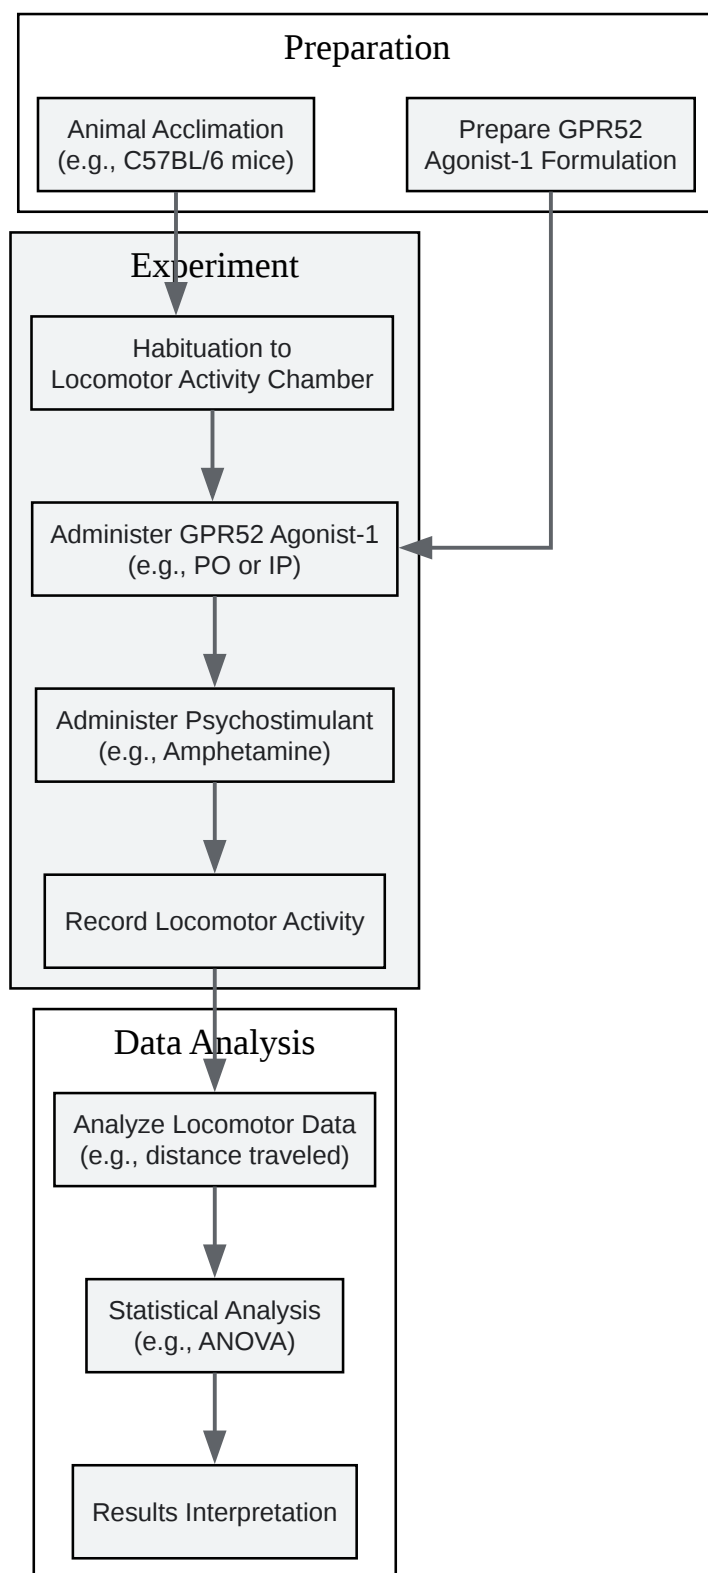 Preparation
Animal Acclimation
(e.g., C57BL/6 mice)
Prepare GPR52
Agonist-1 Formulation
Experiment
Habituation to
Locomotor Activity Chamber
Administer GPR52 Agonist-1
(e.g., PO or IP)
Administer Psychostimulant
(e.g., Amphetamine)
Record Locomotor Activity
Data Analysis
Analyze Locomotor Data
(e.g., distance traveled)
Statistical Analysis
(e.g., ANOVA)
Results Interpretation